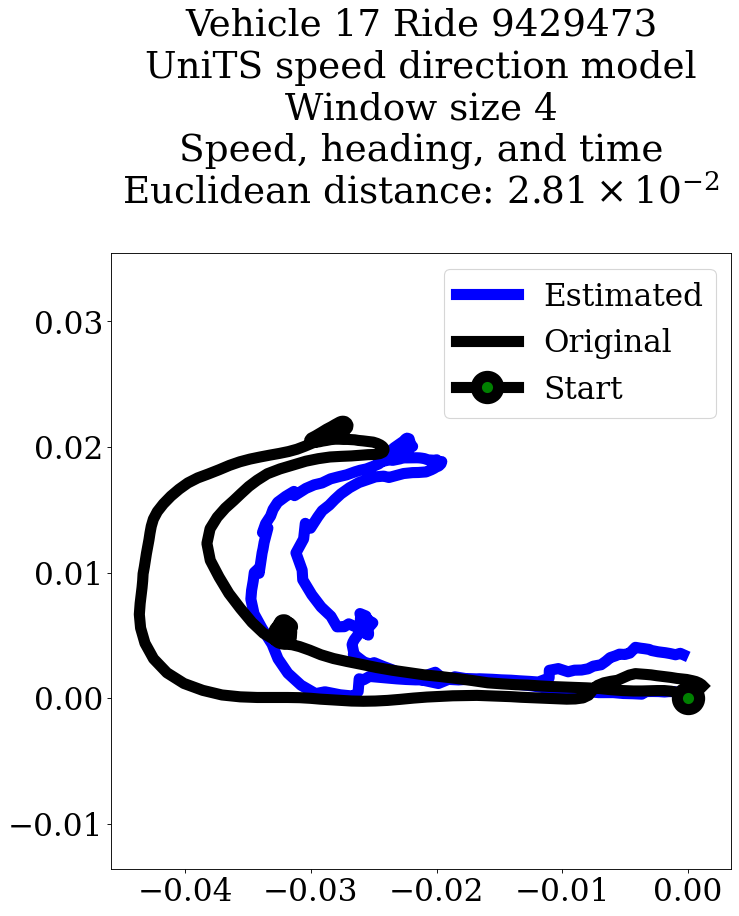 Vehicle 17 Ride 9429473
UniTS speed direction model
Window size 4
Speed, heading, and time
Euclidean distance: 2.81 × 10⁻²
Estimated
Original
Start
0.03
0.02
0.01
0.00
−0.01
−0.04 −0.03 −0.02 −0.01 0.00